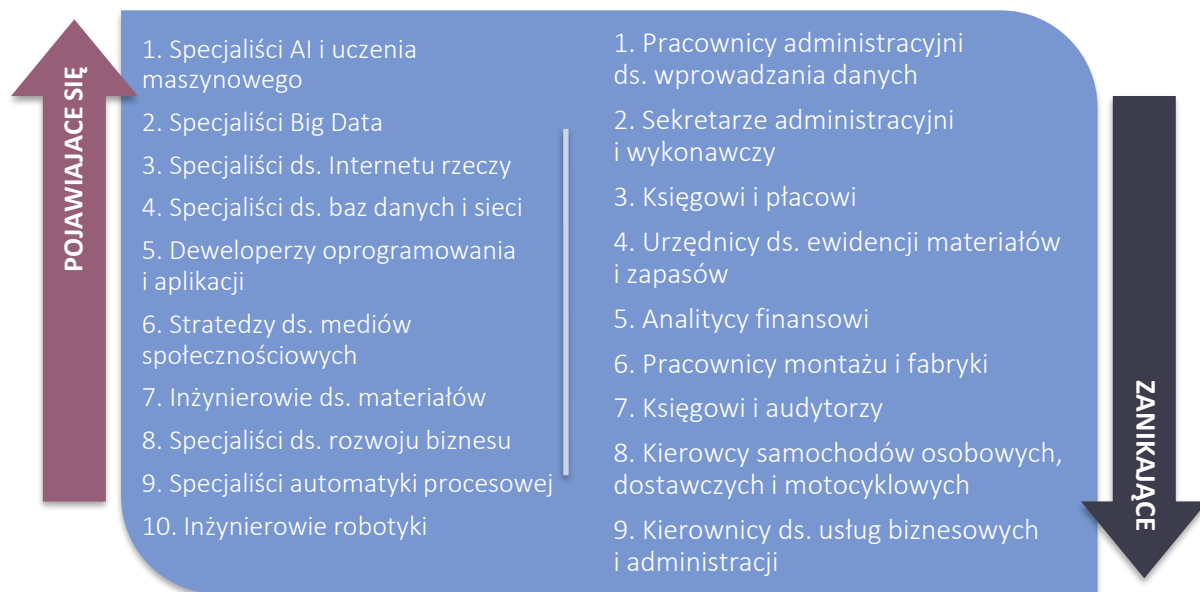 POJAWIAJACE SIĘ
1. Specjaliści AI i uczenia
maszynowego
2. Specjaliści Big Data
3. Specjaliści ds. Internetu rzeczy
4. Specjaliści ds. baz danych i sieci
5. Deweloperzy oprogramowania
i aplikacji
6. Stratedzy ds. mediów
społecznościowych
7. Inżynierowie ds. materiałów
8. Specjaliści ds. rozwoju biznesu
9. Specjaliści automatyki procesowej
10. Inżynierowie robotyki
1. Pracownicy administracyjni
ds. wprowadzania danych
2. Sekretarze administracyjni
i wykonawczy
3. Księgowi i płacowi
4. Urzędnicy ds. ewidencji materiałów
i zapasów
5. Analitycy finansowi
6. Pracownicy montażu i fabryki
7. Księgowi i audytorzy
8. Kierowcy samochodów osobowych,
dostawczych i motocyklowych
9. Kierownicy ds. usług biznesowych
i administracji
ZANIKAJĄCE